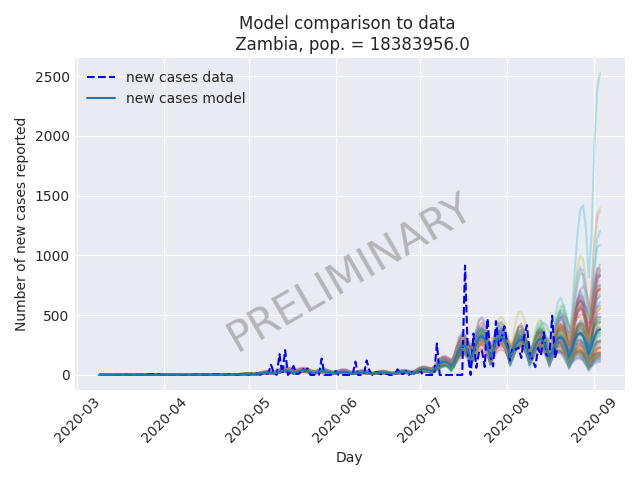 Model comparison to data
Zambia, pop. = 18383956.0
new cases data
new cases model
PRELIMINARY
Number of new cases reported
2500
2000
1500
1000
500
0
2020-03
2020-04
2020-05
2020-06
2020-07
2020-08
2020-09
Day